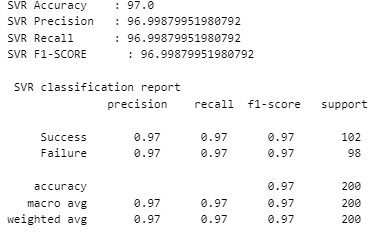 SVR Accuracy : 97.0
SVR Precision : 96.99879951980792
SVR Recall : 96.99879951980792
SVR F1-SCORE : 96.99879951980792
SVR classification report
precision recall f1-score support
Success 0.97 0.97 0.97 102
Failure 0.97 0.97 0.97 98
accuracy 0.97 200
macro avg 0.97 0.97 0.97 200
weighted avg 0.97 0.97 0.97 200